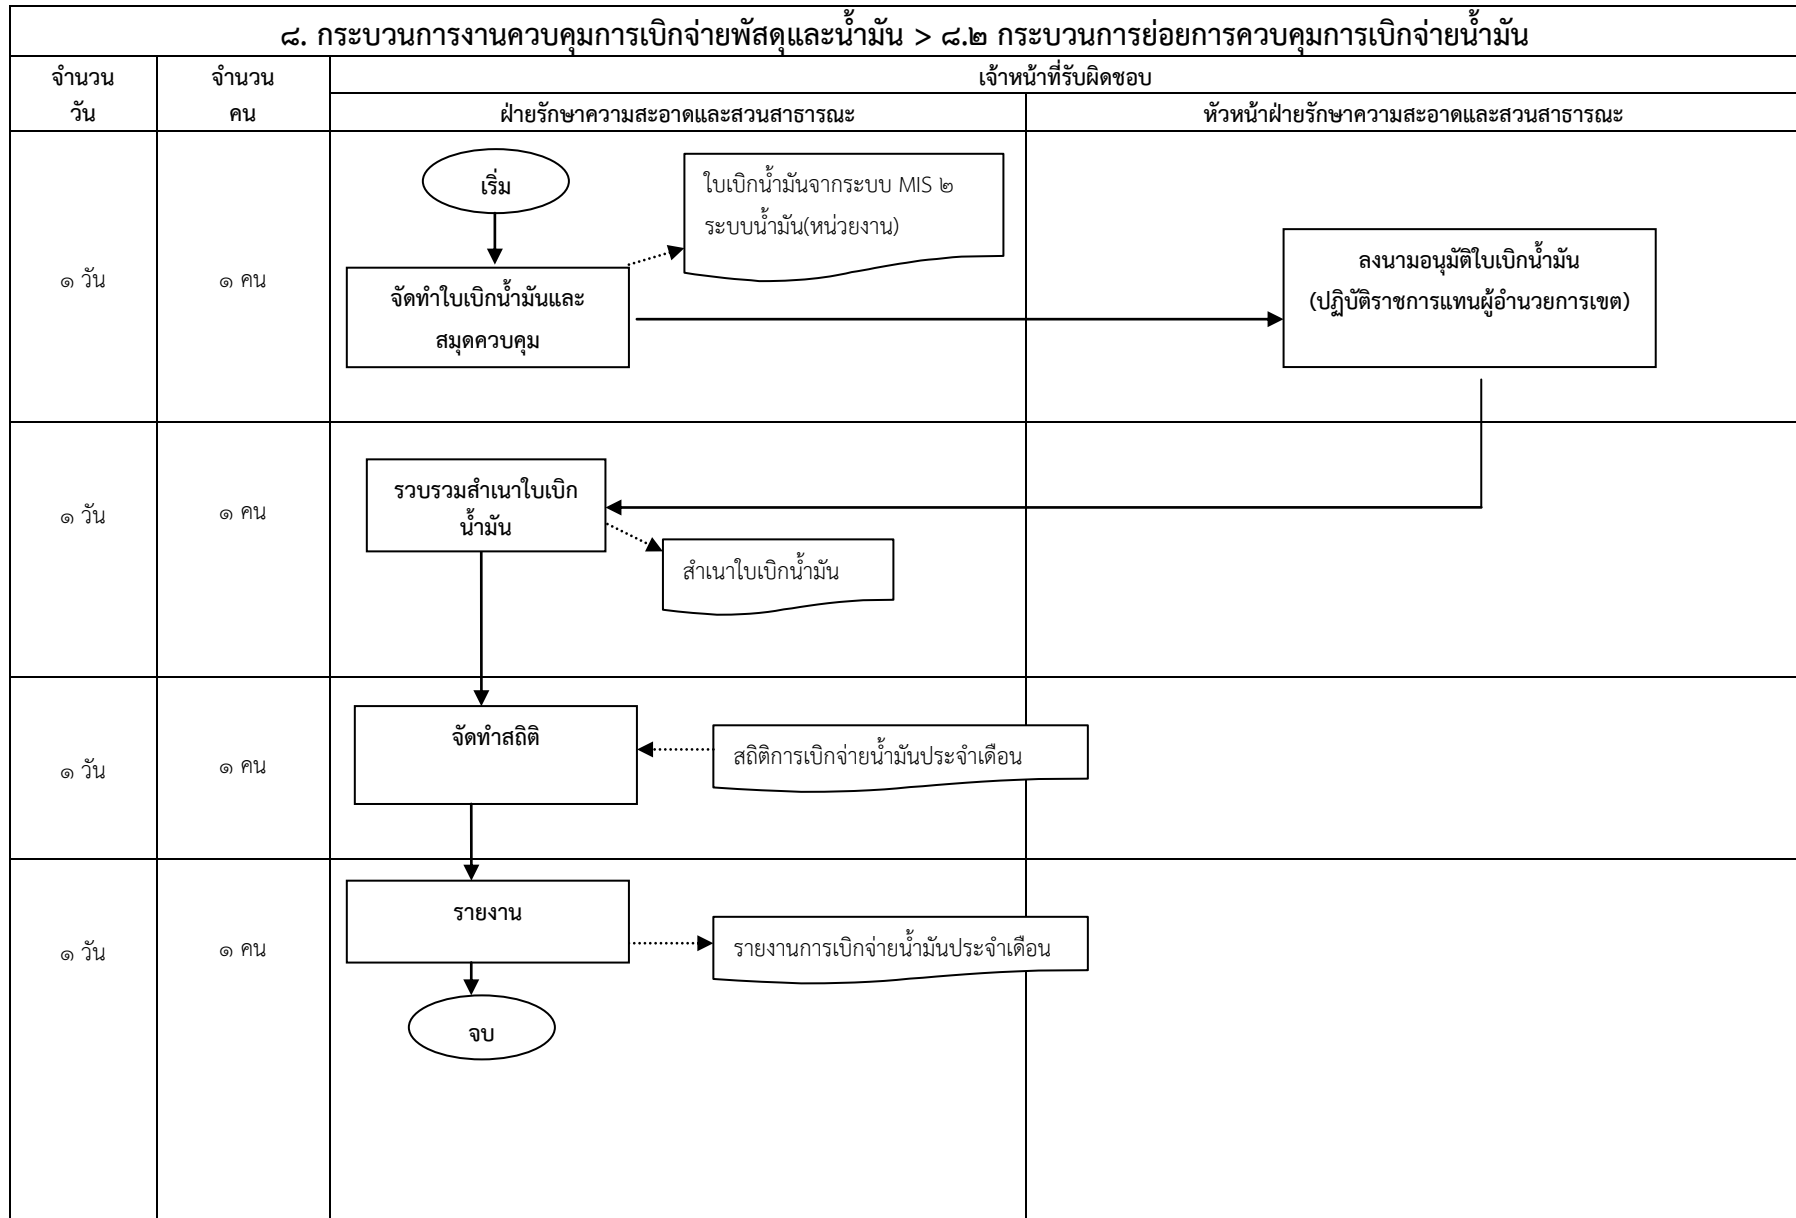 ๘. กระบวนการงานควบคุมการเบิกจ่ายพัสดุและน้ำมัน > ๘.๒ กระบวนการย่อยการควบคุมการเบิกจ่ายน้ำมัน
จำนวน
วัน
จำนวน
คน
เจ้าหน้าที่รับผิดชอบ
ฝ่ายรักษาความสะอาดและสวนสาธารณะ
หัวหน้าฝ่ายรักษาความสะอาดและสวนสาธารณะ
๑ วัน
๑ คน
เริ่ม
ใบเบิกน้ำมันจากระบบ MIS ๒
ระบบน้ำมัน(หน่วยงาน)
จัดทำใบเบิกน้ำมันและ
สมุดควบคุม
ลงนามอนุมัติใบเบิกน้ำมัน
(ปฏิบัติราชการแทนผู้อำนวยการเขต)
๑ วัน
๑ คน
รวบรวมสำเนาใบเบิก
น้ำมัน
สำเนาใบเบิกน้ำมัน
๑ วัน
๑ คน
จัดทำสถิติ
สถิติการเบิกจ่ายน้ำมันประจำเดือน
๑ วัน
๑ คน
รายงาน
รายงานการเบิกจ่ายน้ำมันประจำเดือน
จบ